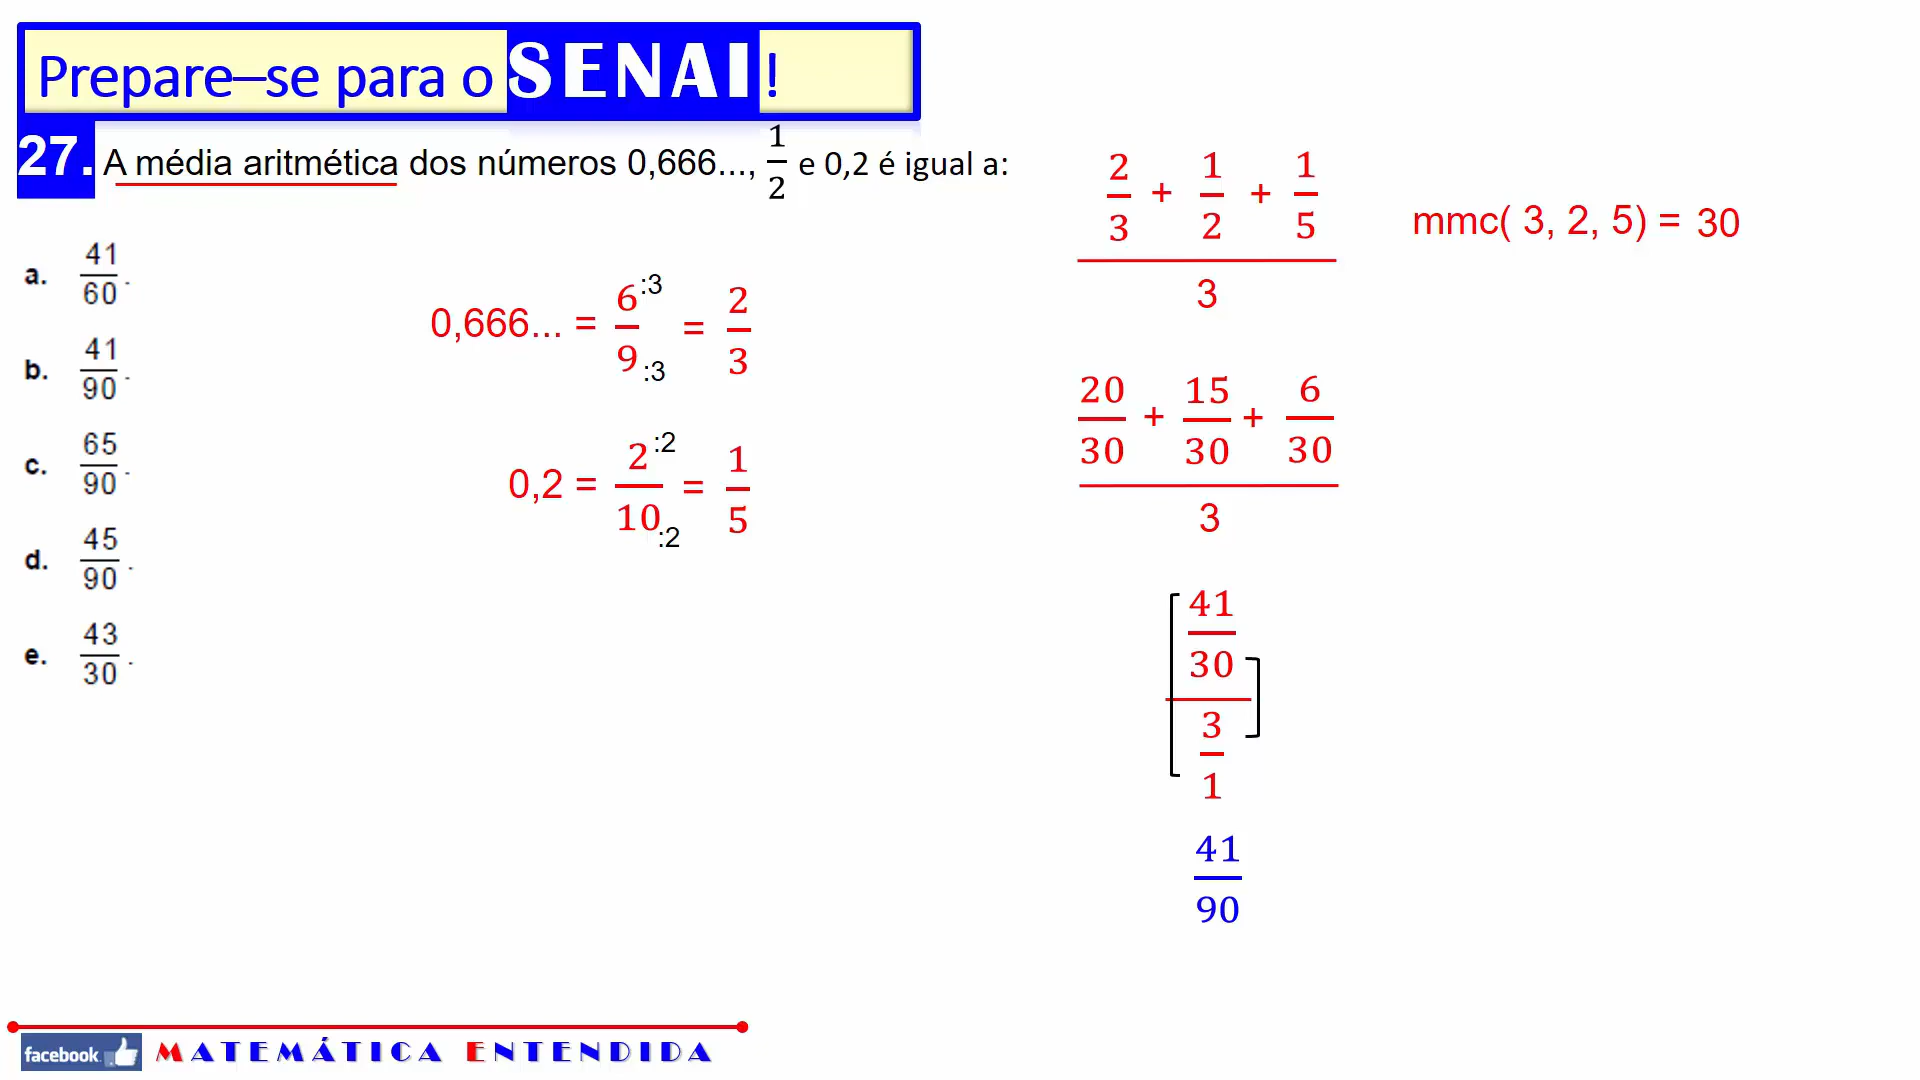 Prepare–se para o SENAI!
27. A média aritmética dos números 0,666..., 1/2 e 0,2 é igual a:
a. 41/60.
b. 41/90.
c. 65/90.
d. 45/90.
e. 43/30.
0,666... = 6:3/9:3 = 2/3
0,2 = 2:2/10:2 = 1/5
2/3 + 1/2 + 1/5
3
mmc( 3, 2, 5) = 30
20/30 + 15/30 + 6/30
3
41/30
3/1
41/90
facebook MATEMÁTICA ENTENDIDA